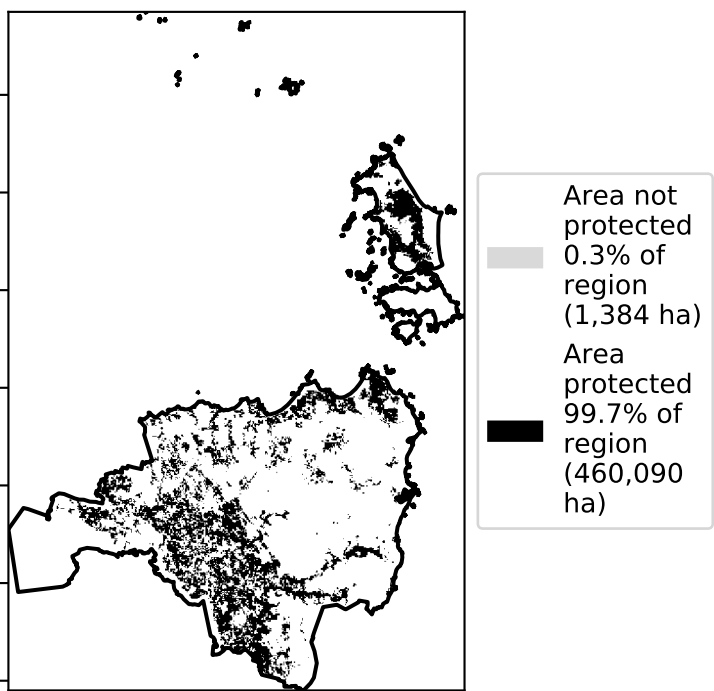 Area not
protected
0.3% of
region
(1,384 ha)
Area
protected
99.7% of
region
(460,090
ha)